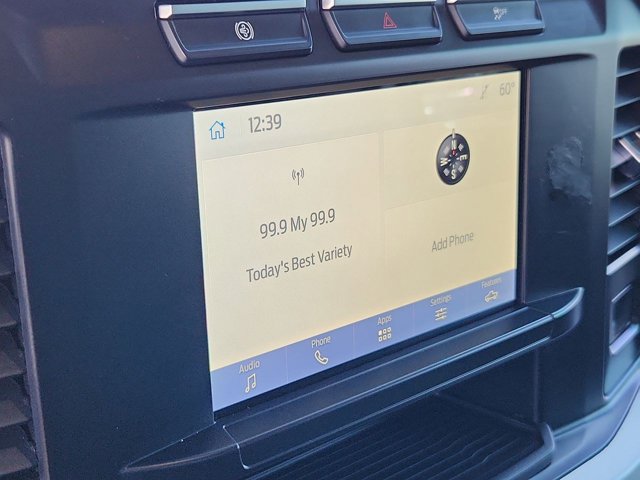 12:39
60°
99.9 My 99.9
Today's Best Variety
N
W
E
S
Add Phone
Audio
Phone
Apps
Settings
Features